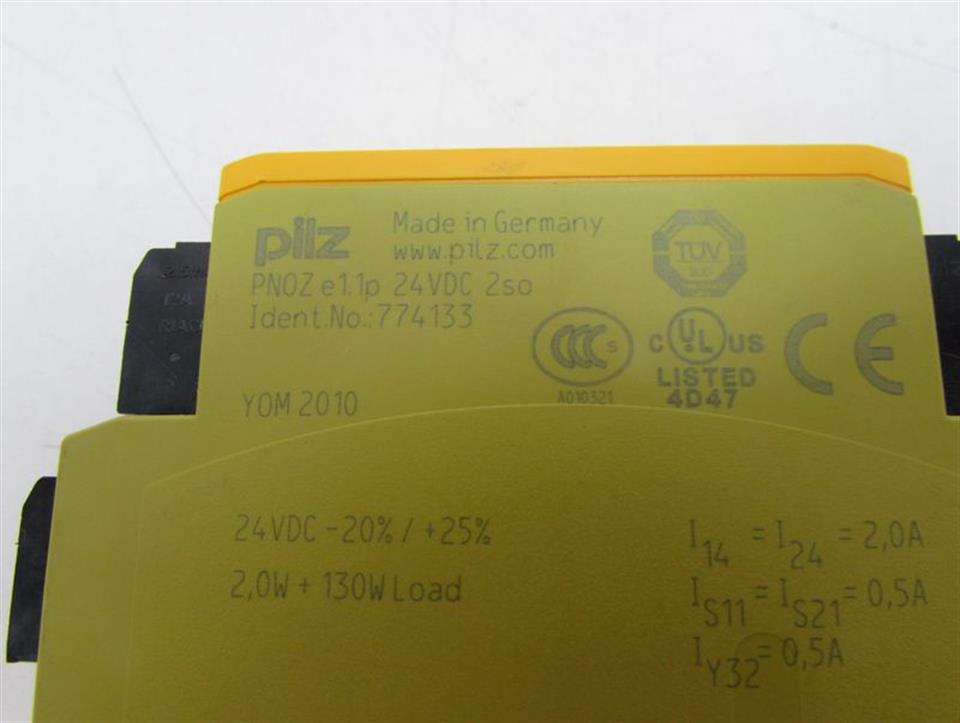 pilz
Made in Germany
www.pilz.com
PNOZ e1.1p 24VDC 2so
Ident.No.:774133
TÜV
CCC S
A010321
C UL US
LISTED
4D47
CE
YOM 2010
24VDC -20% / +25%
2,0W + 130W Load
I14 = I24 = 2,0A
IS11 = IS21 = 0,5A
IY32 = 0,5A